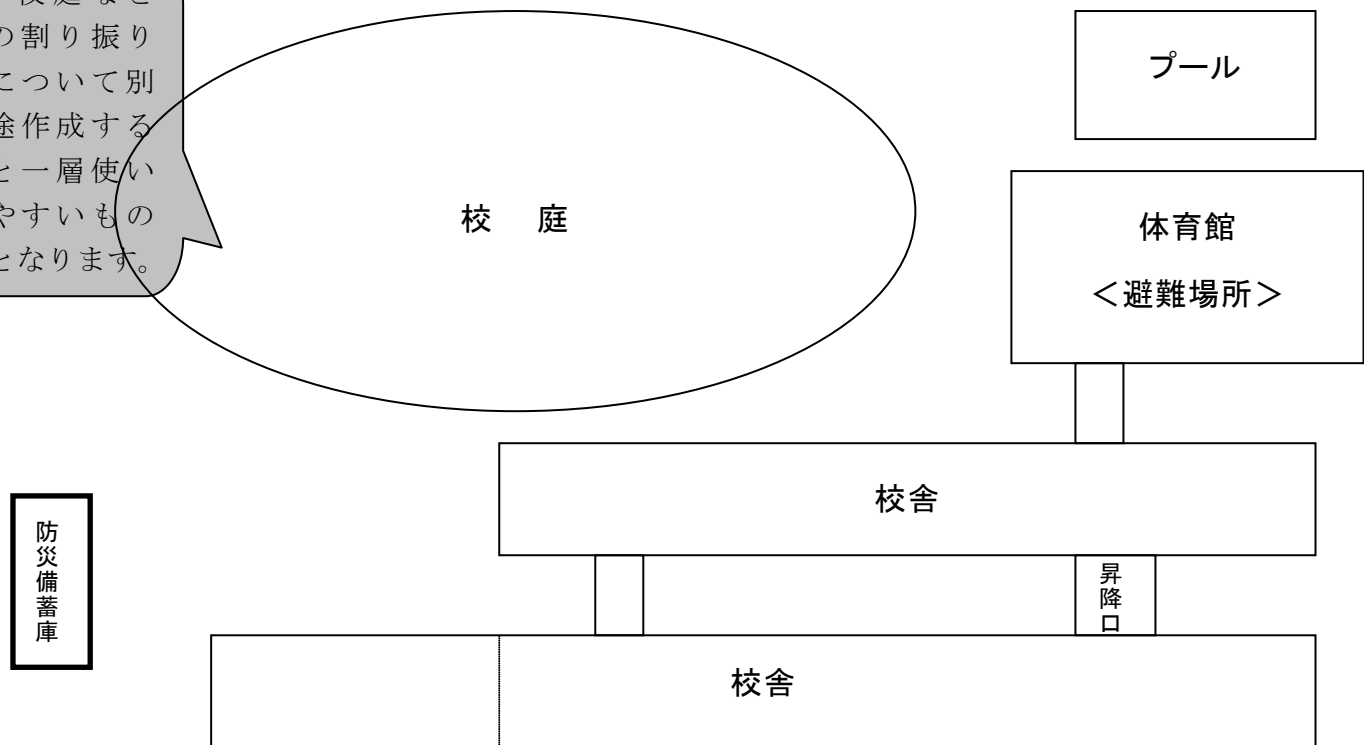 の割り振り
について別
途作成する
と一層使い
やすいもの
となります。
プール
校 庭
体育館
＜避難場所＞
校舎
防災備蓄庫
昇降口
校舎